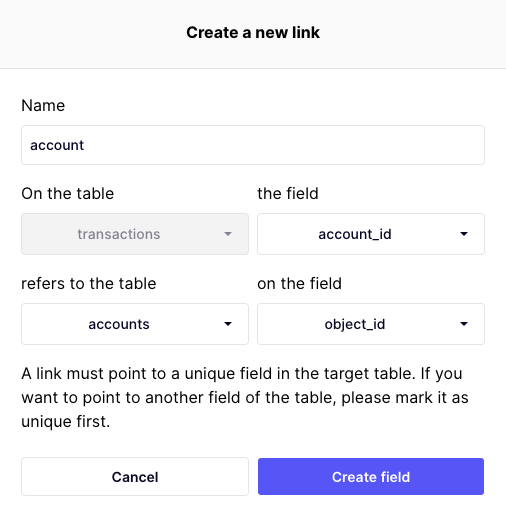 Create a new link
Name
account
On the table the field
transactions account_id
refers to the table on the field
accounts object_id
A link must point to a unique field in the target table. If you
want to point to another field of the table, please mark it as
unique first.
Cancel Create field